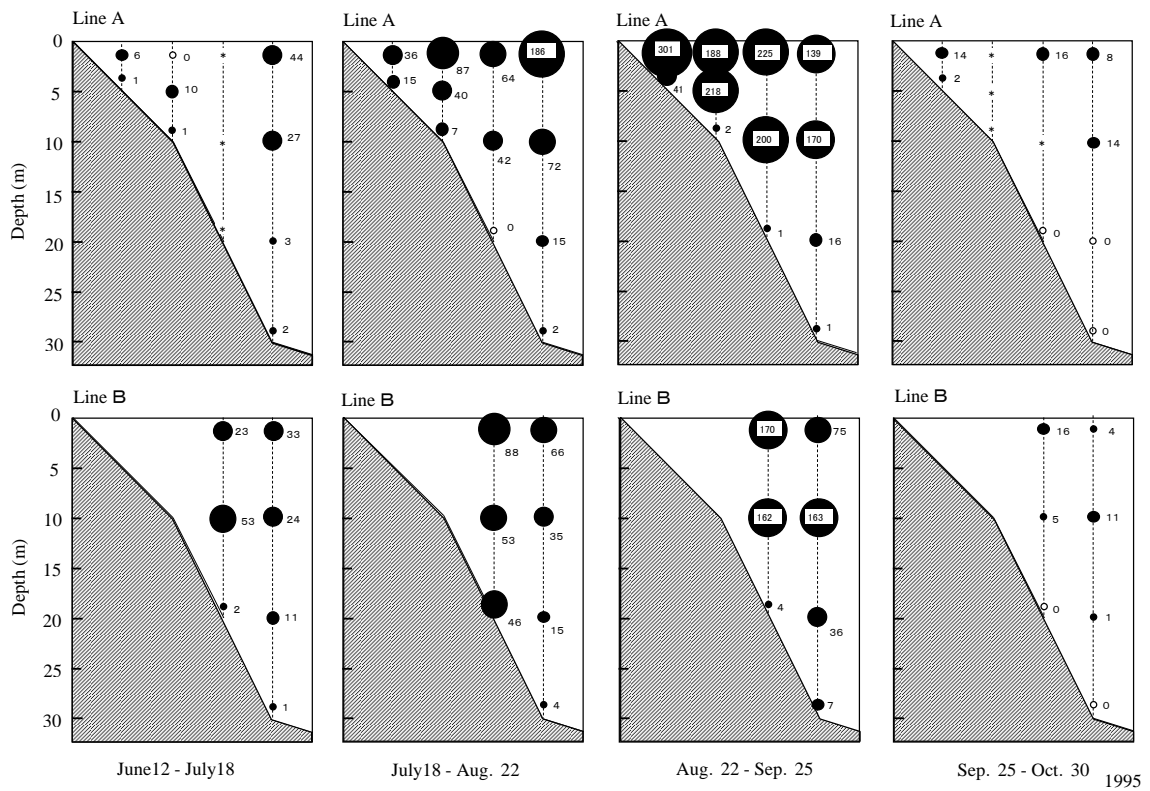 Line A Line A Line A Line A
0
6 0 * 44 36 87 64 186 301 188 225 139 14 * 16 8
1 15 41 2
5 10 40 218 *
1 7 2 *
10 * 27 42 72 200 170 * 14
15
* 0 1 0
20 3 15 16 0
25
2 2 1 0
30
Depth (m)
Line B Line B Line B Line B
0
23 33 88 66 170 75 16 4
5
10 53 24 53 35 162 163 5 11
15
2 46 4 0
20 11 15 36 1
25
1 4 7 0
30
Depth (m)
June12 - July18 July18 - Aug. 22 Aug. 22 - Sep. 25 Sep. 25 - Oct. 30
1995